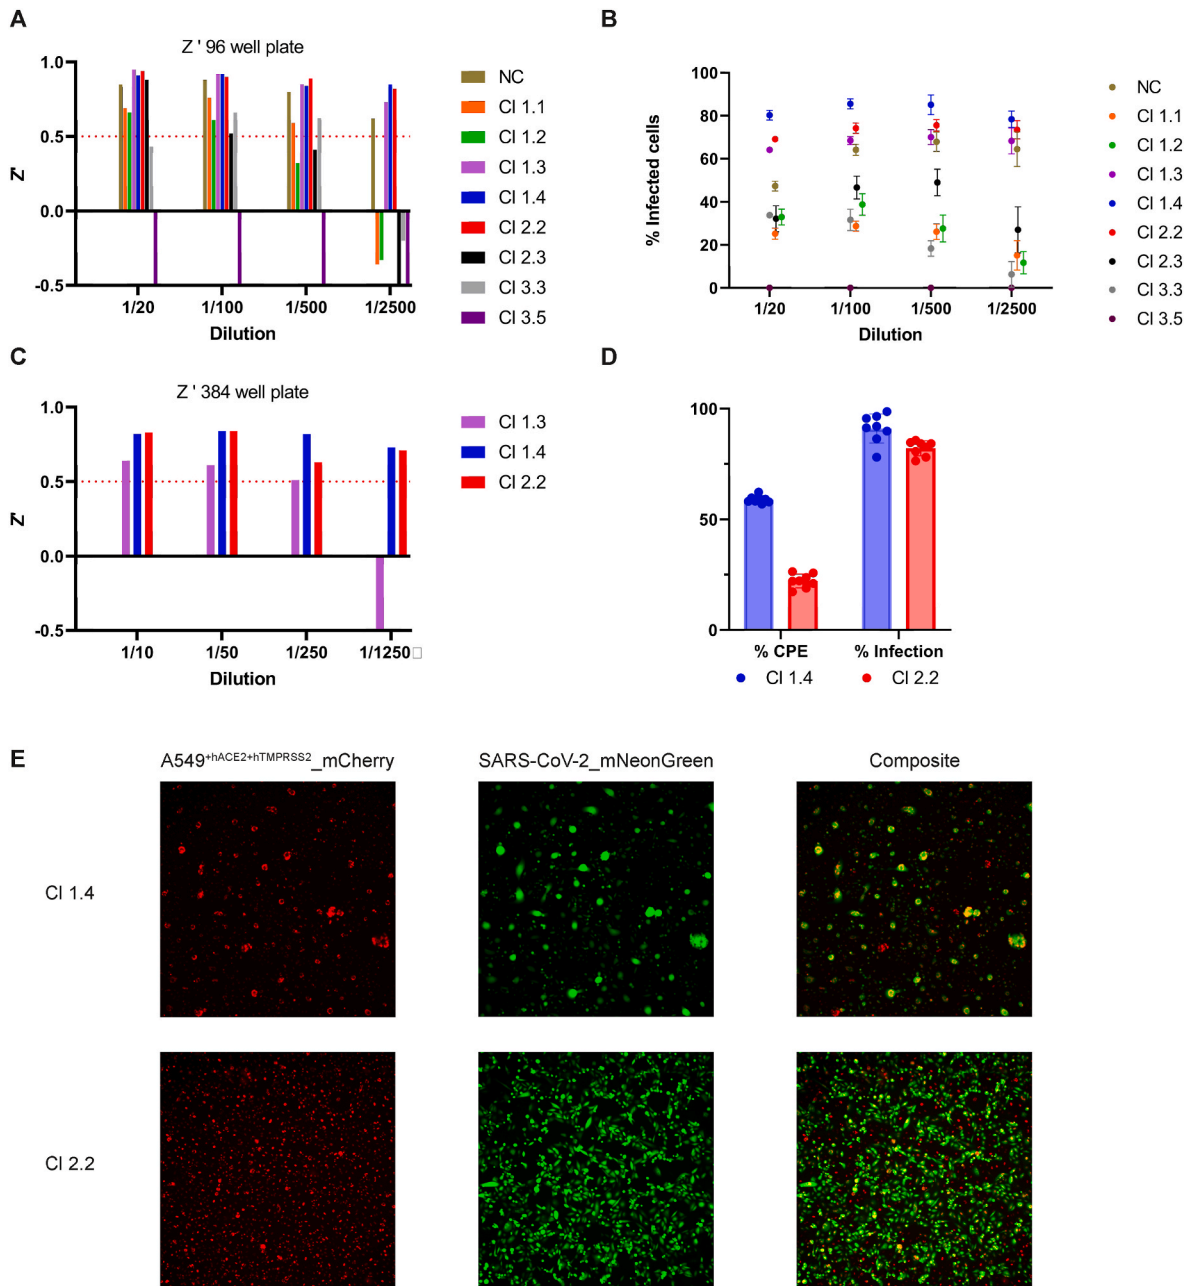 A
Z ' 96 well plate
Z'
1.0
0.5
0.0
-0.5
1/20 1/100 1/500 1/2500
Dilution
NC
Cl 1.1
Cl 1.2
Cl 1.3
Cl 1.4
Cl 2.2
Cl 2.3
Cl 3.3
Cl 3.5
B
% Infected cells
100
80
60
40
20
0
1/20 1/100 1/500 1/2500
Dilution
NC
Cl 1.1
Cl 1.2
Cl 1.3
Cl 1.4
Cl 2.2
Cl 2.3
Cl 3.3
Cl 3.5
C
Z ' 384 well plate
Z'
1.0
0.5
0.0
-0.5
1/10 1/50 1/250 1/1250
Dilution
Cl 1.3
Cl 1.4
Cl 2.2
D
100
50
0
% CPE % Infection
Cl 1.4 Cl 2.2
E
A549+hACE2+hTMPRSS2_mCherry SARS-CoV-2_mNeonGreen Composite
Cl 1.4
Cl 2.2